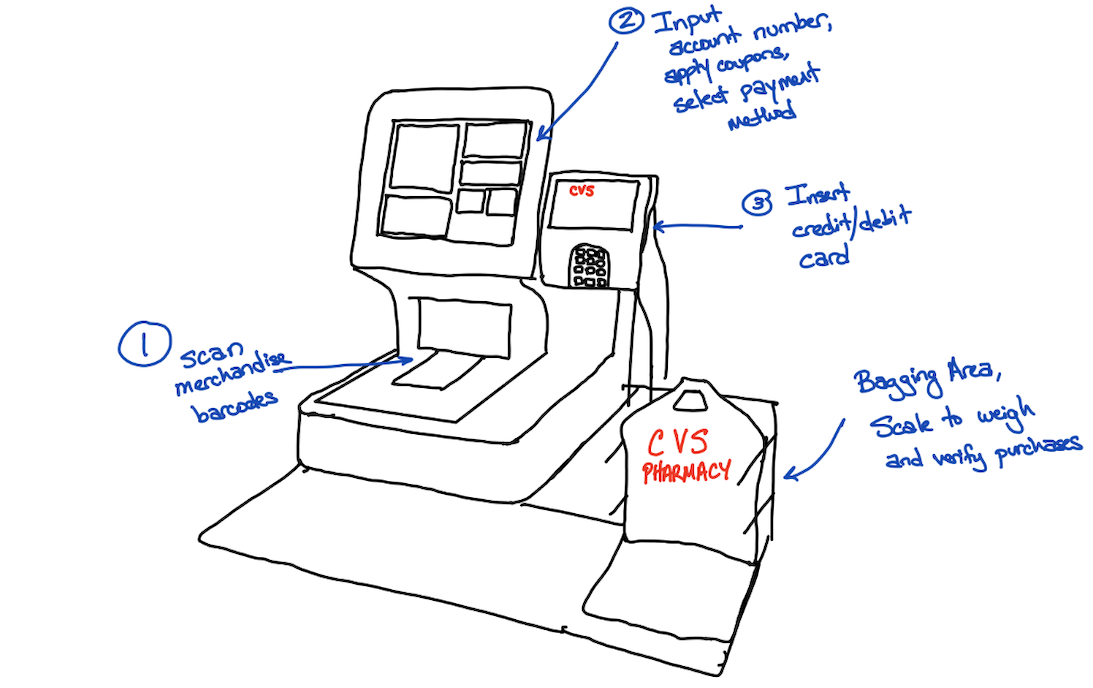 ② Input
account number,
apply coupons,
select payment
method
CVS
③ Insert
credit/debit
card
1 Scan
merchandise
barcodes
Bagging Area,
Scale to weigh
and verify purchases
CVS
PHARMACY